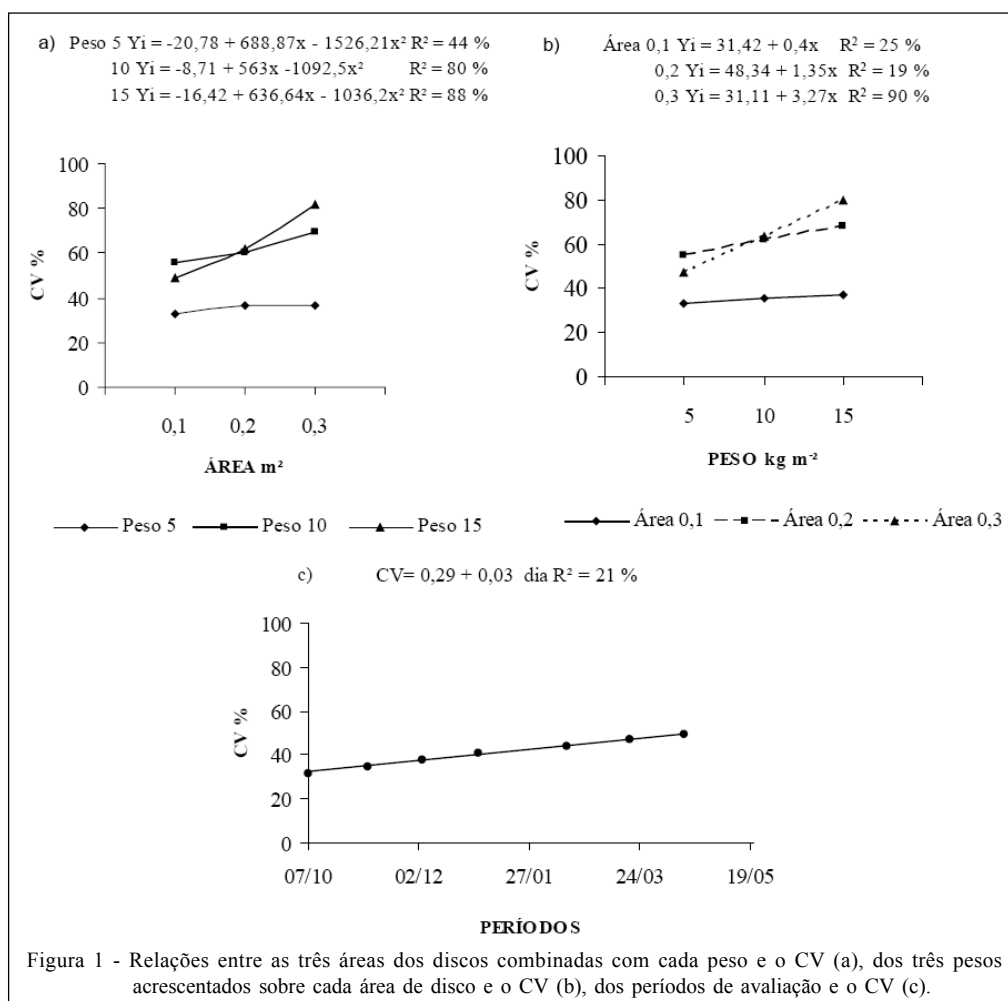 a) Peso 5 Yi = -20,78 + 688,87x - 1526,21x² R² = 44 %
10 Yi = -8,71 + 563x -1092,5x² R² = 80 %
15 Yi = -16,42 + 636,64x - 1036,2x² R² = 88 %
b) Área 0,1 Yi = 31,42 + 0,4x R² = 25 %
0,2 Yi = 48,34 + 1,35x R² = 19 %
0,3 Yi = 31,11 + 3,27x R² = 90 %
100
80
60
40
20
0
CV %
0,1 0,2 0,3
ÁREA m²
Peso 5 Peso 10 Peso 15
100
80
60
40
20
0
CV %
5 10 15
PESO kg m⁻²
Área 0,1 Área 0,2 Área 0,3
c) CV= 0,29 + 0,03 dia R² = 21 %
100
80
60
40
20
0
CV %
07/10 02/12 27/01 24/03 19/05
PERÍODOS
Figura 1 - Relações entre as três áreas dos discos combinadas com cada peso e o CV (a), dos três pesos
acrescentados sobre cada área de disco e o CV (b), dos períodos de avaliação e o CV (c).